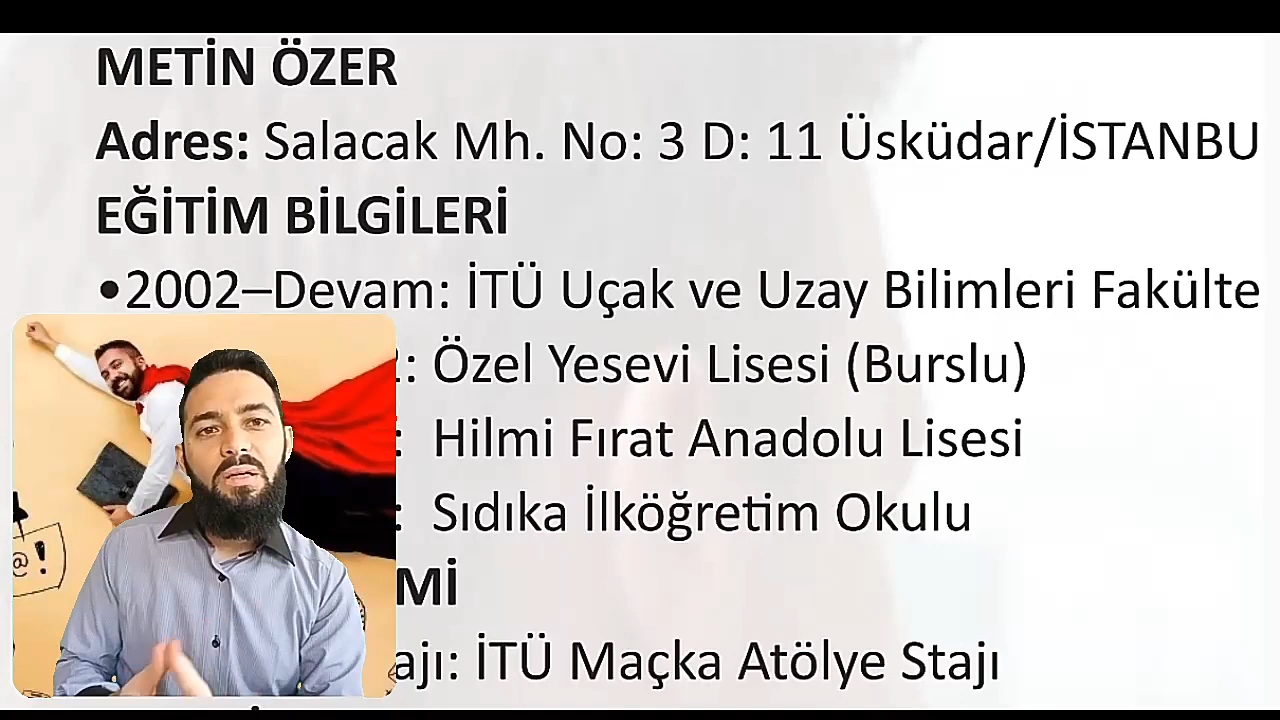 METİN ÖZER
Adres: Salacak Mh. No: 3 D: 11 Üsküdar/İSTANBU
EĞİTİM BİLGİLERİ
•2002–Devam: İTÜ Uçak ve Uzay Bilimleri Fakülte
: Özel Yesevi Lisesi (Burslu)
: Hilmi Fırat Anadolu Lisesi
: Sıdıka İlköğretim Okulu
@!
Mİ
ajı: İTÜ Maçka Atölye Stajı